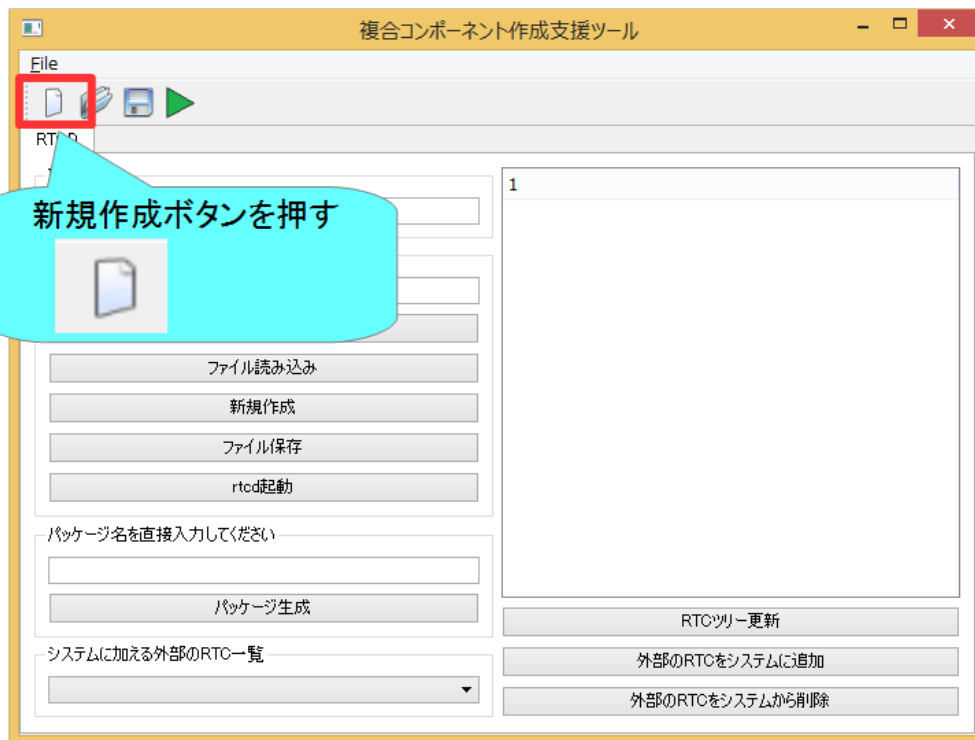 複合コンポーネント作成支援ツール
File
新規作成ボタンを押す
1
ファイル読み込み
新規作成
ファイル保存
rtcd起動
パッケージ名を直接入力してください
パッケージ生成
システムに加える外部のRTC一覧
RTCツリー更新
外部のRTCをシステムに追加
外部のRTCをシステムから削除